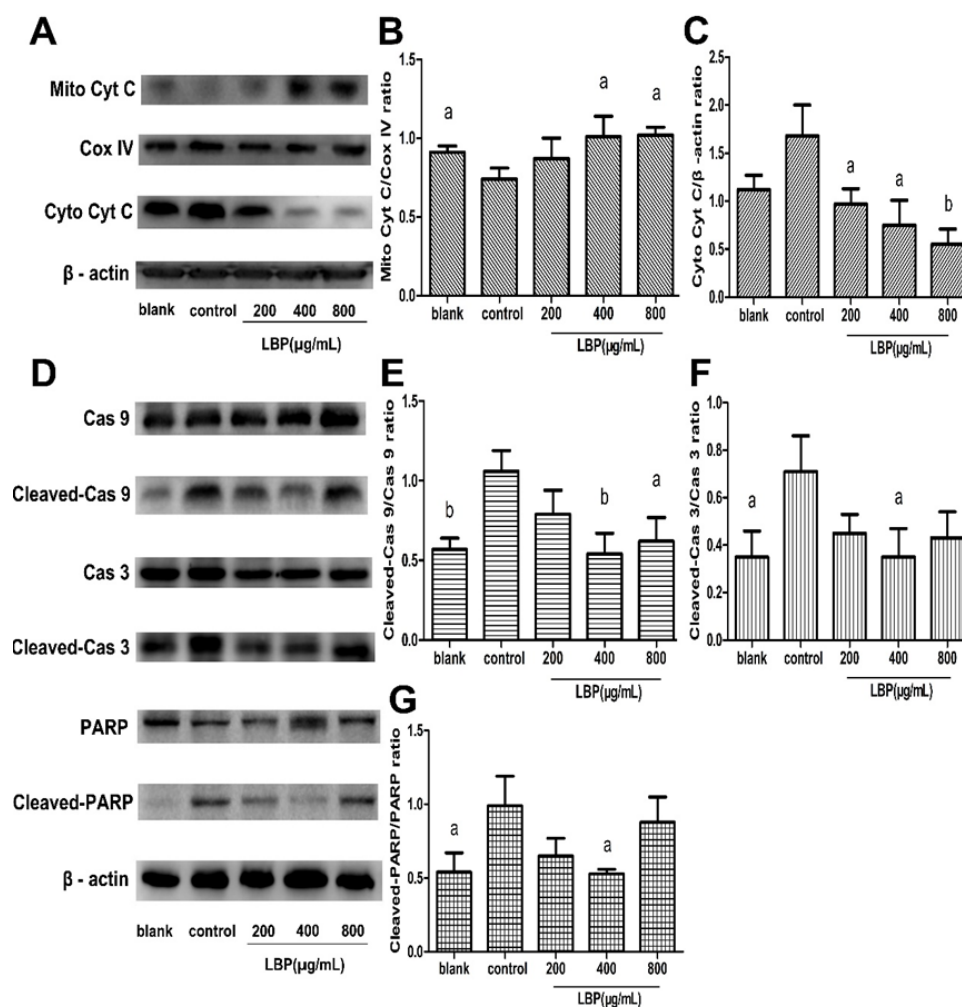 A
Mito Cyt C
Cox IV
Cyto Cyt C
β - actin
blank control 200 400 800
LBP(μg/mL)
B
Mito Cyt C/Cox IV ratio
1.5
1.0
0.5
0.0
a
a
a
blank control 200 400 800
LBP(μg/mL)
C
Cyto Cyt C/β -actin ratio
2.5
2.0
1.5
1.0
0.5
0.0
a
a
b
blank control 200 400 800
LBP(μg/mL)
D
Cas 9
Cleaved-Cas 9
Cas 3
Cleaved-Cas 3
PARP
Cleaved-PARP
β - actin
blank control 200 400 800
LBP(μg/mL)
E
Cleaved-Cas 9/Cas 9 ratio
1.5
1.0
0.5
0.0
b
b
a
blank control 200 400 800
LBP(μg/mL)
F
Cleaved-Cas 3/Cas 3 ratio
1.0
0.8
0.6
0.4
0.2
0.0
a
a
blank control 200 400 800
LBP(μg/mL)
G
Cleaved-PARP/PARP ratio
1.5
1.0
0.5
0.0
a
a
blank control 200 400 800
LBP(μg/mL)